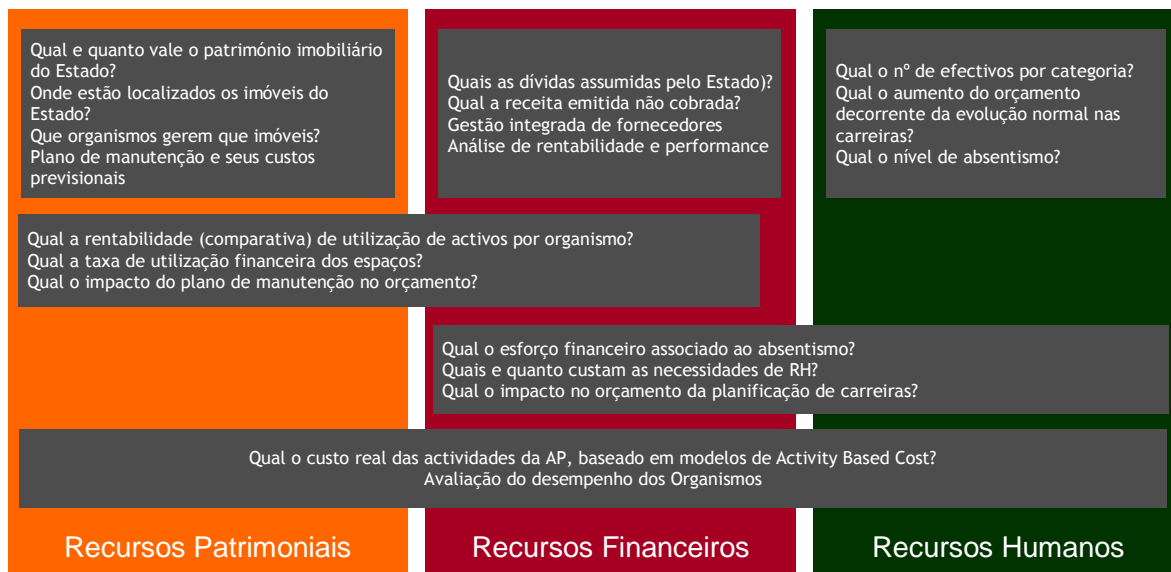 Qual e quanto vale o património imobiliário
do Estado?
Onde estão localizados os imóveis do
Estado?
Que organismos gerem que imóveis?
Plano de manutenção e seus custos
previsionais
Quais as dívidas assumidas pelo Estado)?
Qual a receita emitida não cobrada?
Gestão integrada de fornecedores
Análise de rentabilidade e performance
Qual o nº de efectivos por categoria?
Qual o aumento do orçamento
decorrente da evolução normal nas
carreiras?
Qual o nível de absentismo?
Qual a rentabilidade (comparativa) de utilização de activos por organismo?
Qual a taxa de utilização financeira dos espaços?
Qual o impacto do plano de manutenção no orçamento?
Qual o esforço financeiro associado ao absentismo?
Quais e quanto custam as necessidades de RH?
Qual o impacto no orçamento da planificação de carreiras?
Qual o custo real das actividades da AP, baseado em modelos de Activity Based Cost?
Avaliação do desempenho dos Organismos
Recursos Patrimoniais
Recursos Financeiros
Recursos Humanos